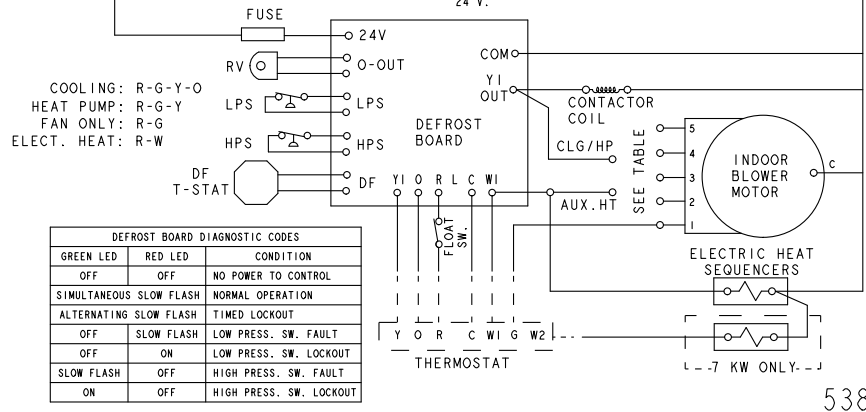 24 V.
FUSE
24V
RV
O-OUT
COM
Y1
OUT
COOLING: R-G-Y-O
HEAT PUMP: R-G-Y
FAN ONLY: R-G
ELECT. HEAT: R-W
LPS
LPS
HPS
HPS
DEFROST
BOARD
CONTACTOR
COIL
CLG/HP
AUX.HT
SEE TABLE
5
4
3
2
1
INDOOR
BLOWER
MOTOR
C
DF
T-STAT
DF
Y1 O R L C W1
FLOAT
SW.
ELECTRIC HEAT
SEQUENCERS
7 KW ONLY
Y O R C W1 G W2
THERMOSTAT
DEFROST BOARD DIAGNOSTIC CODES
GREEN LED RED LED CONDITION
OFF OFF NO POWER TO CONTROL
SIMULTANEOUS SLOW FLASH NORMAL OPERATION
ALTERNATING SLOW FLASH TIMED LOCKOUT
OFF SLOW FLASH LOW PRESS. SW. FAULT
OFF ON LOW PRESS. SW. LOCKOUT
SLOW FLASH OFF HIGH PRESS. SW. FAULT
ON OFF HIGH PRESS. SW. LOCKOUT
538